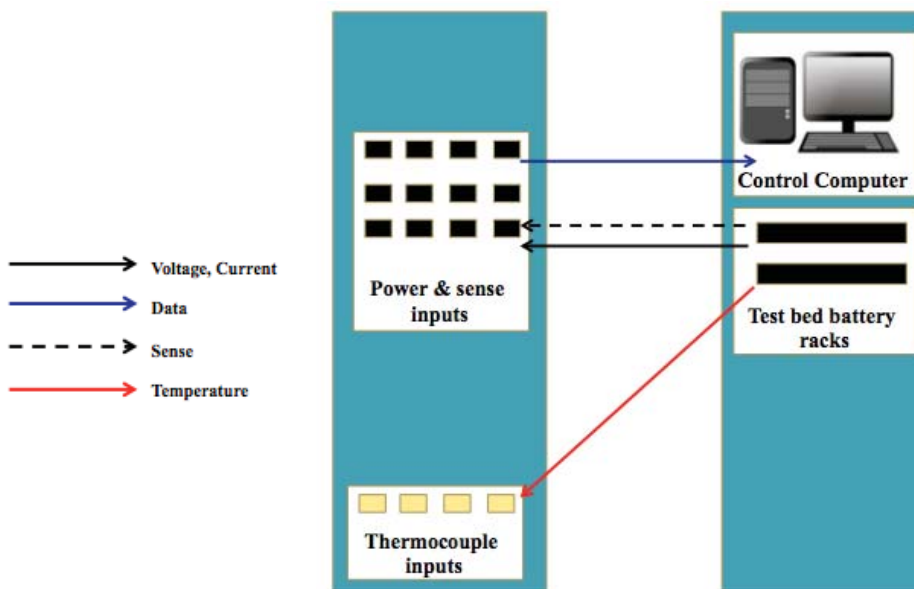 Control Computer
Voltage, Current
Data
Sense
Temperature
Power & sense
inputs
Test bed battery
racks
Thermocouple
inputs